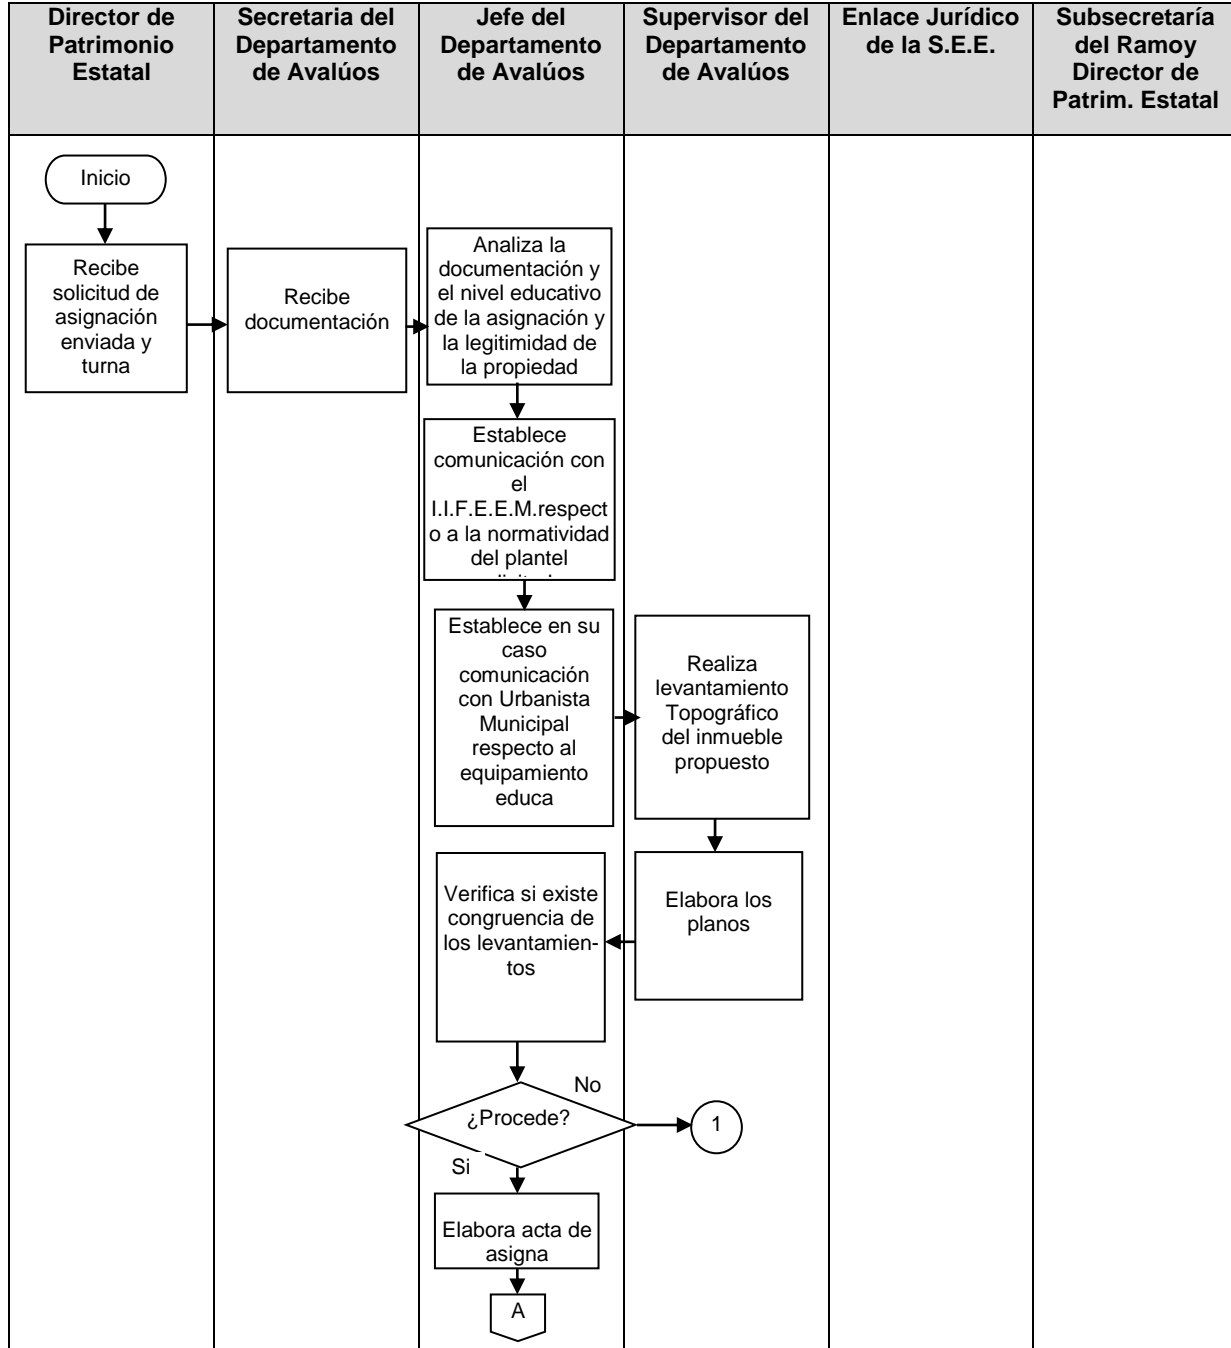 Director de
Patrimonio
Estatal
Secretaria del
Departamento
de Avalúos
Jefe del
Departamento
de Avalúos
Supervisor del
Departamento
de Avalúos
Enlace Jurídico
de la S.E.E.
Subsecretaría
del Ramoy
Director de
Patrim. Estatal
Inicio
Recibe
solicitud de
asignación
enviada y
turna
Recibe
documentación
Analiza la
documentación y
el nivel educativo
de la asignación y
la legitimidad de
la propiedad
Establece
comunicación con
el
I.I.F.E.E.M.respect
o a la normatividad
del plantel
Establece en su
caso
comunicación
con Urbanista
Municipal
respecto al
equipamiento
educa
Realiza
levantamiento
Topográfico
del inmueble
propuesto
Elabora los
planos
Verifica si existe
congruencia de
los levantamien-
tos
¿Procede?
No
1
Si
Elabora acta de
asigna
A